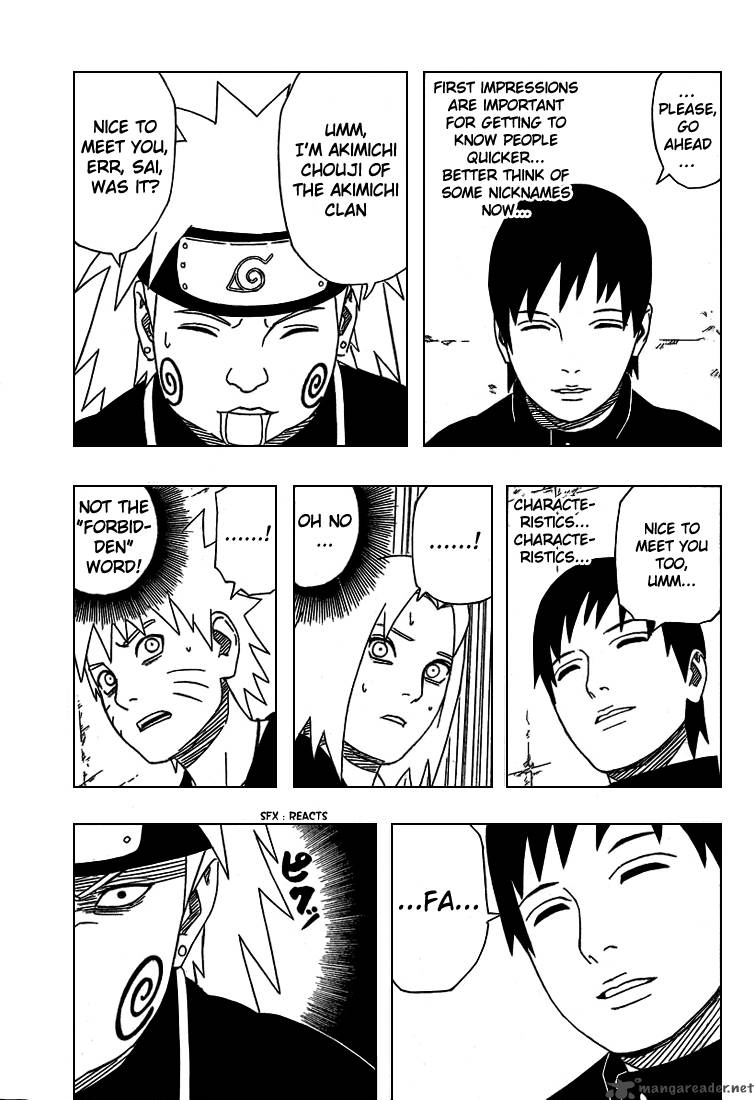 ...
PLEASE,
GO
AHEAD
...
FIRST IMPRESSIONS
ARE IMPORTANT
FOR GETTING TO
KNOW PEOPLE
QUICKER...
BETTER THINK OF
SOME NICKNAMES
NOW...
UMM,
I'M AKIMICHI
CHOUJI OF
THE AKIMICHI
CLAN
NICE TO
MEET YOU,
ERR, SAI,
WAS IT?
NICE TO
MEET YOU
TOO,
UMM...
CHARACTE-
RISTICS...
CHARACTE-
RISTICS...
......!
OH NO
...
......!
NOT THE
"FORBID-
DEN"
WORD!
...FA...
SFX : REACTS
ピクッ
mangareader.net